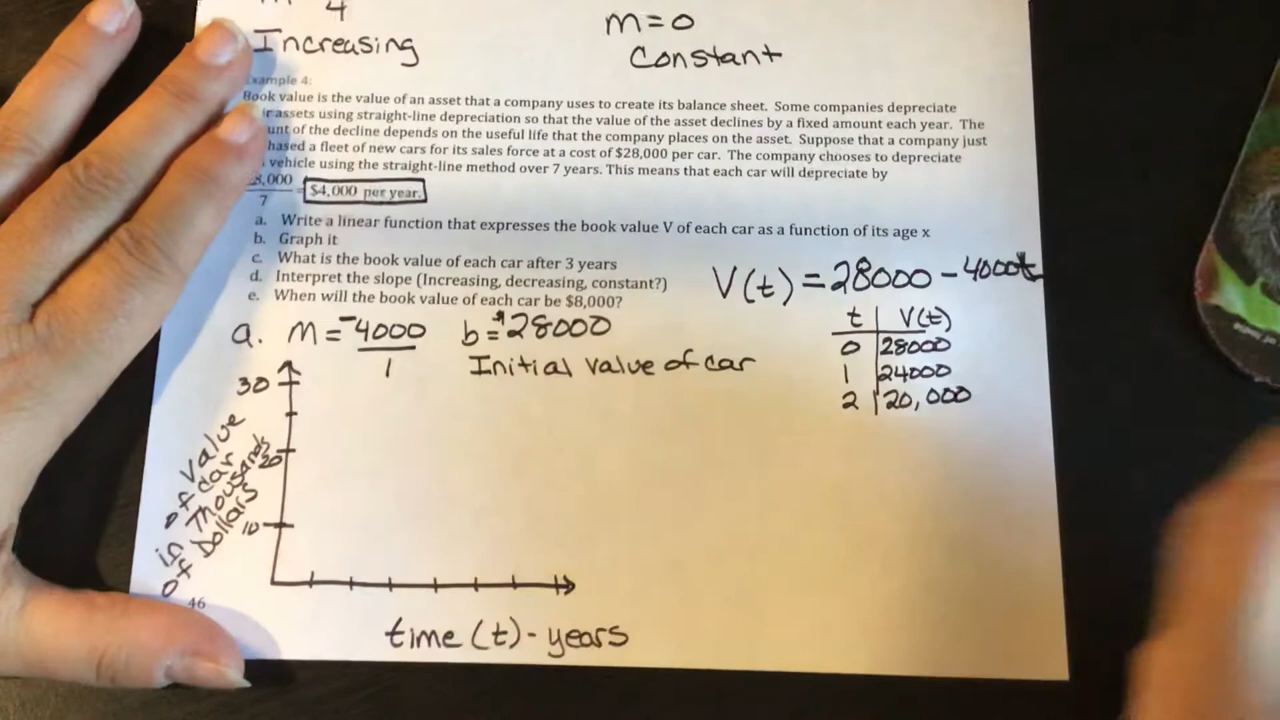 4
m=0
Increasing
Constant
xample 4:
Book value is the value of an asset that a company uses to create its balance sheet. Some companies depreciate
assets using straight-line depreciation so that the value of the asset declines by a fixed amount each year. The
unt of the decline depends on the useful life that the company places on the asset. Suppose that a company just
hased a fleet of new cars for its sales force at a cost of $28,000 per car. The company chooses to depreciate
vehicle using the straight-line method over 7 years. This means that each car will depreciate by
8,000
7
= $4,000 per year.
a. Write a linear function that expresses the book value V of each car as a function of its age x
b. Graph it
c. What is the book value of each car after 3 years
d. Interpret the slope (Increasing, decreasing, constant?)
e. When will the book value of each car be $8,000?
V(t) = 28000 - 4000t
a. m = -4000
1
b = $28000
Initial value of car
t | V(t)
0 | 28000
1 | 24000
2 | 20,000
30
20
10
value
of car
in Thousands
of Dollars
46
time (t) - years